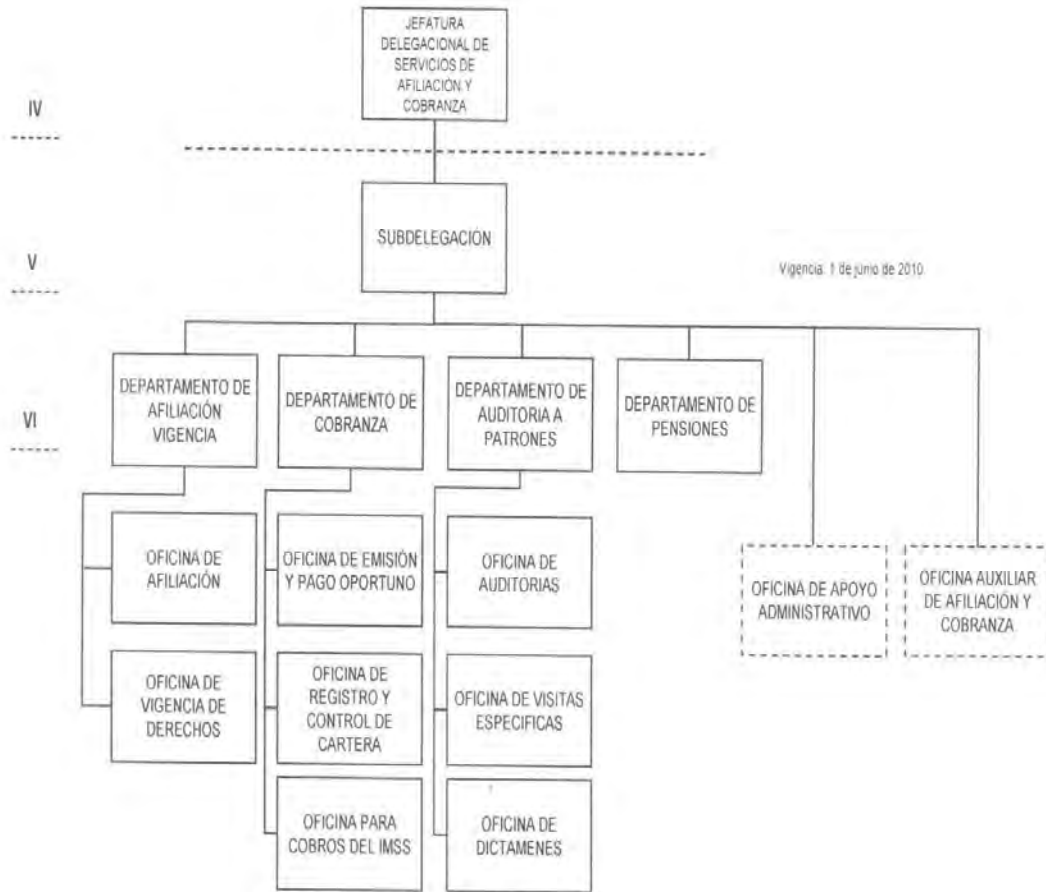 JEFATURA
DELEGACIONAL DE
SERVICIOS DE
AFILIACIÓN Y
COBRANZA
IV
SUBDELEGACIÓN
V
Vigencia: 1 de junio de 2010
DEPARTAMENTO DE
AFILIACIÓN
VIGENCIA
DEPARTAMENTO DE
COBRANZA
DEPARTAMENTO DE
AUDITORIA A
PATRONES
DEPARTAMENTO DE
PENSIONES
VI
OFICINA DE
AFILIACIÓN
OFICINA DE EMISIÓN
Y PAGO OPORTUNO
OFICINA DE
AUDITORIAS
OFICINA DE APOYO
ADMINISTRATIVO
OFICINA AUXILIAR
DE AFILIACIÓN Y
COBRANZA
OFICINA DE
VIGENCIA DE
DERECHOS
OFICINA DE
REGISTRO Y
CONTROL DE
CARTERA
OFICINA DE VISITAS
ESPECIFICAS
OFICINA PARA
COBROS DEL IMSS
OFICINA DE
DICTAMENES